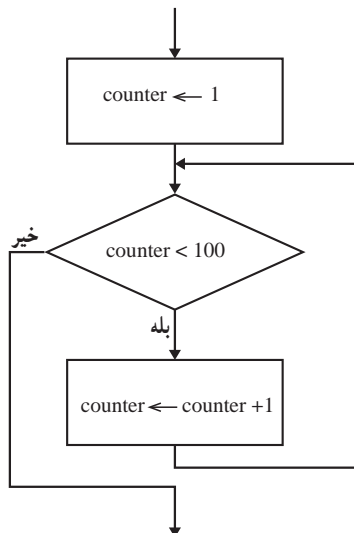 counter ← 1
counter < 100
خیر
بله
counter ← counter +1